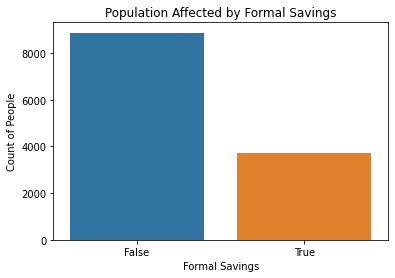 Population Affected by Formal Savings
8000
6000
4000
2000
0
Count of People
False
True
Formal Savings